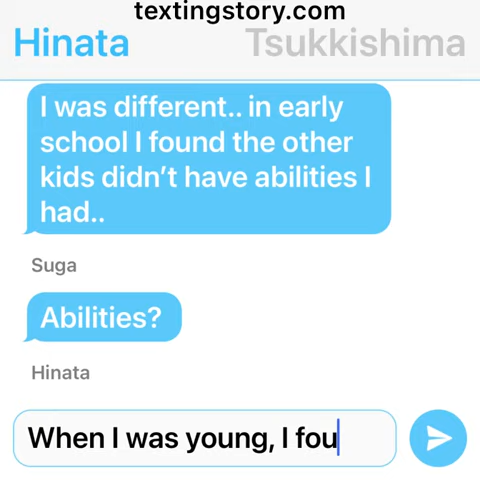 textingstory.com
Hinata Tsukkishima
I was different.. in early
school I found the other
kids didn't have abilities I
had..
Suga
Abilities?
Hinata
When I was young, I fou